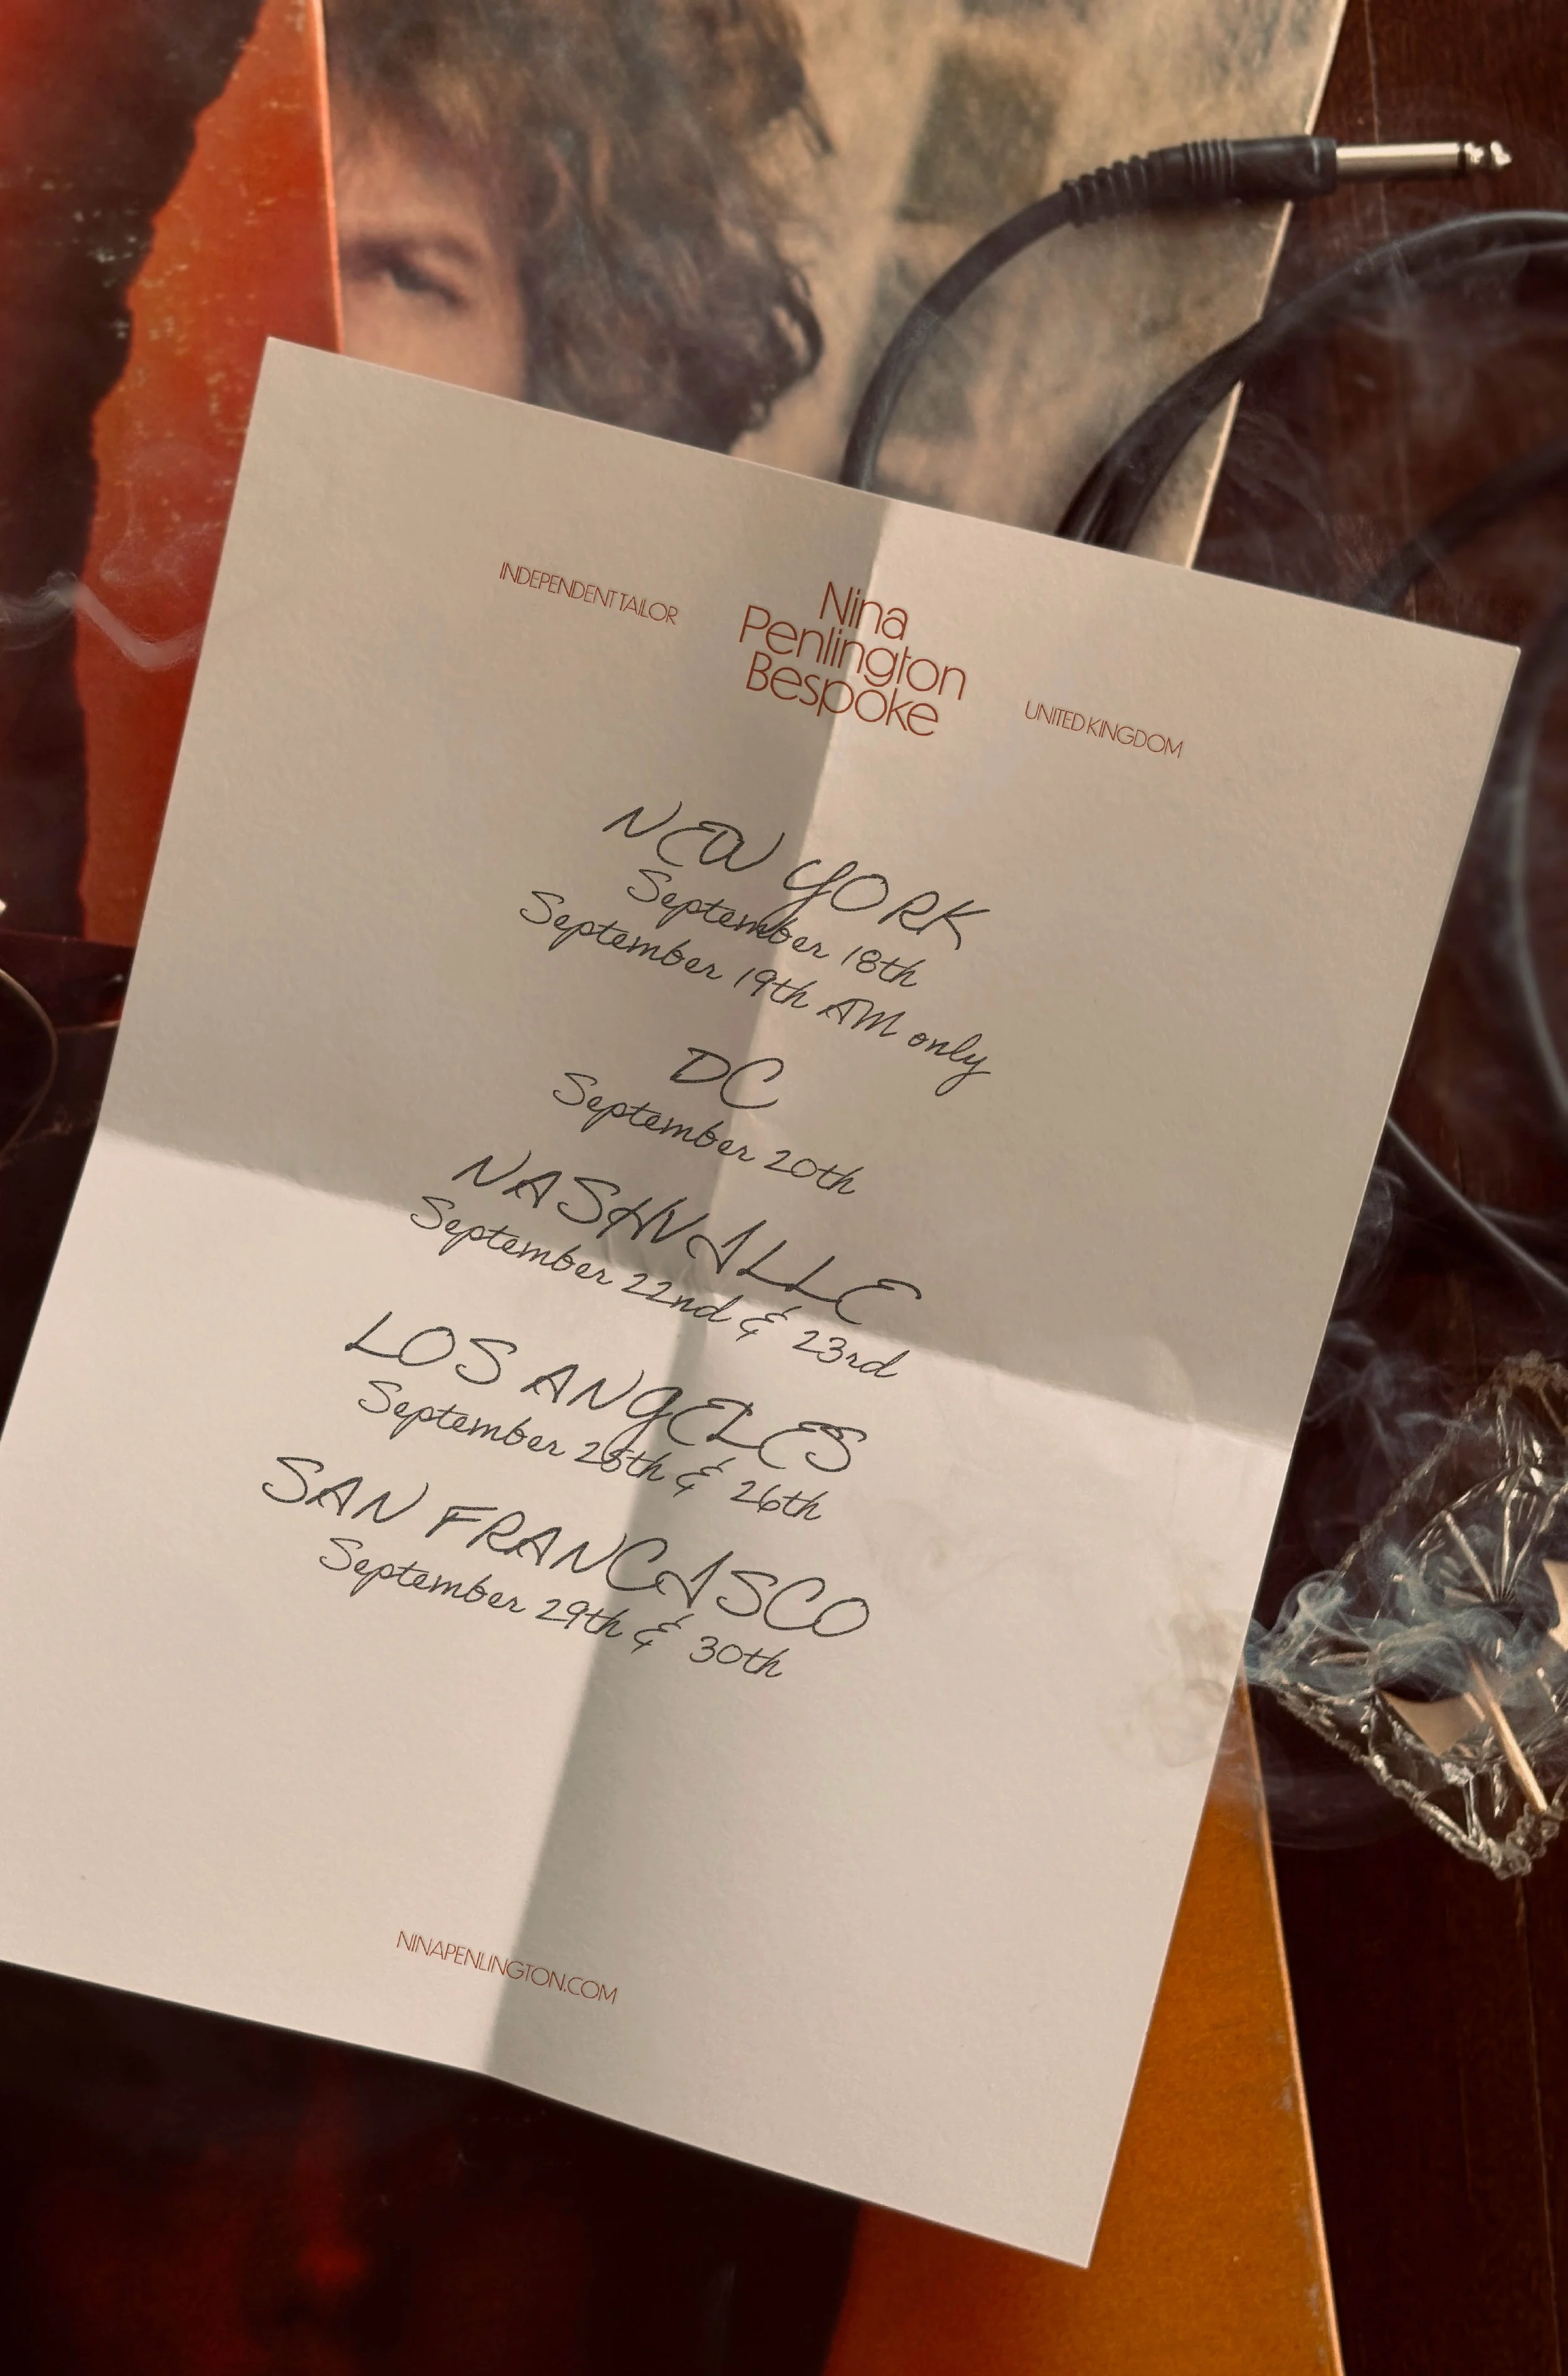 INDEPENDENT TAILOR
Nina
Penlington
Bespoke
UNITED KINGDOM
NEW YORK
September 18th
September 19th AM only
DC
September 20th
NASHVILLE
September 22nd & 23rd
LOS ANGELES
September 25th & 26th
SAN FRANCISCO
September 29th & 30th
NINAPENLINGTON.COM